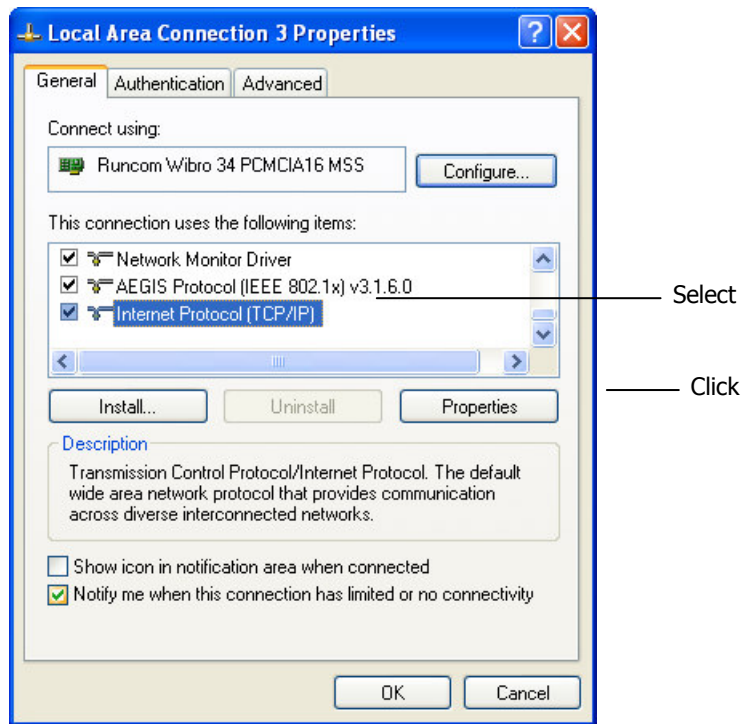 Local Area Connection 3 Properties
General Authentication Advanced
Connect using:
Runcom Wibro 34 PCMCIA16 MSS Configure...
This connection uses the following items:
Network Monitor Driver
AEGIS Protocol (IEEE 802.1x) v3.1.6.0
Internet Protocol (TCP/IP)
Select
Click
Install... Uninstall Properties
Description
Transmission Control Protocol/Internet Protocol. The default
wide area network protocol that provides communication
across diverse interconnected networks.
Show icon in notification area when connected
Notify me when this connection has limited or no connectivity
OK Cancel